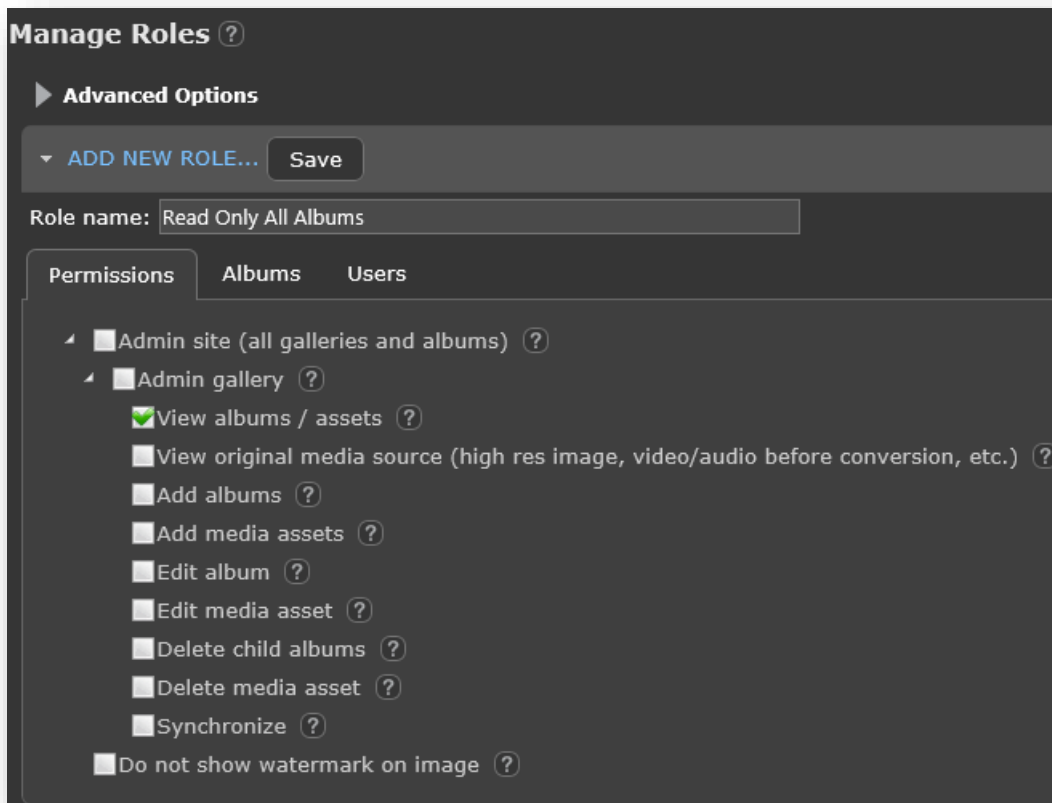 Manage Roles ?
Advanced Options
ADD NEW ROLE... Save
Role name: Read Only All Albums
Permissions Albums Users
Admin site (all galleries and albums) ?
Admin gallery ?
View albums / assets ?
View original media source (high res image, video/audio before conversion, etc.) ?
Add albums ?
Add media assets ?
Edit album ?
Edit media asset ?
Delete child albums ?
Delete media asset ?
Synchronize ?
Do not show watermark on image ?